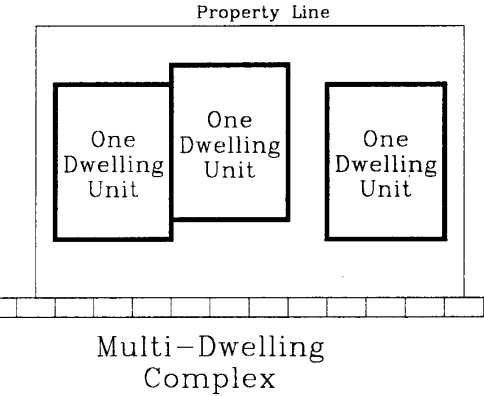 Property Line
One
Dwelling
Unit
One
Dwelling
Unit
One
Dwelling
Unit
Multi-Dwelling
Complex